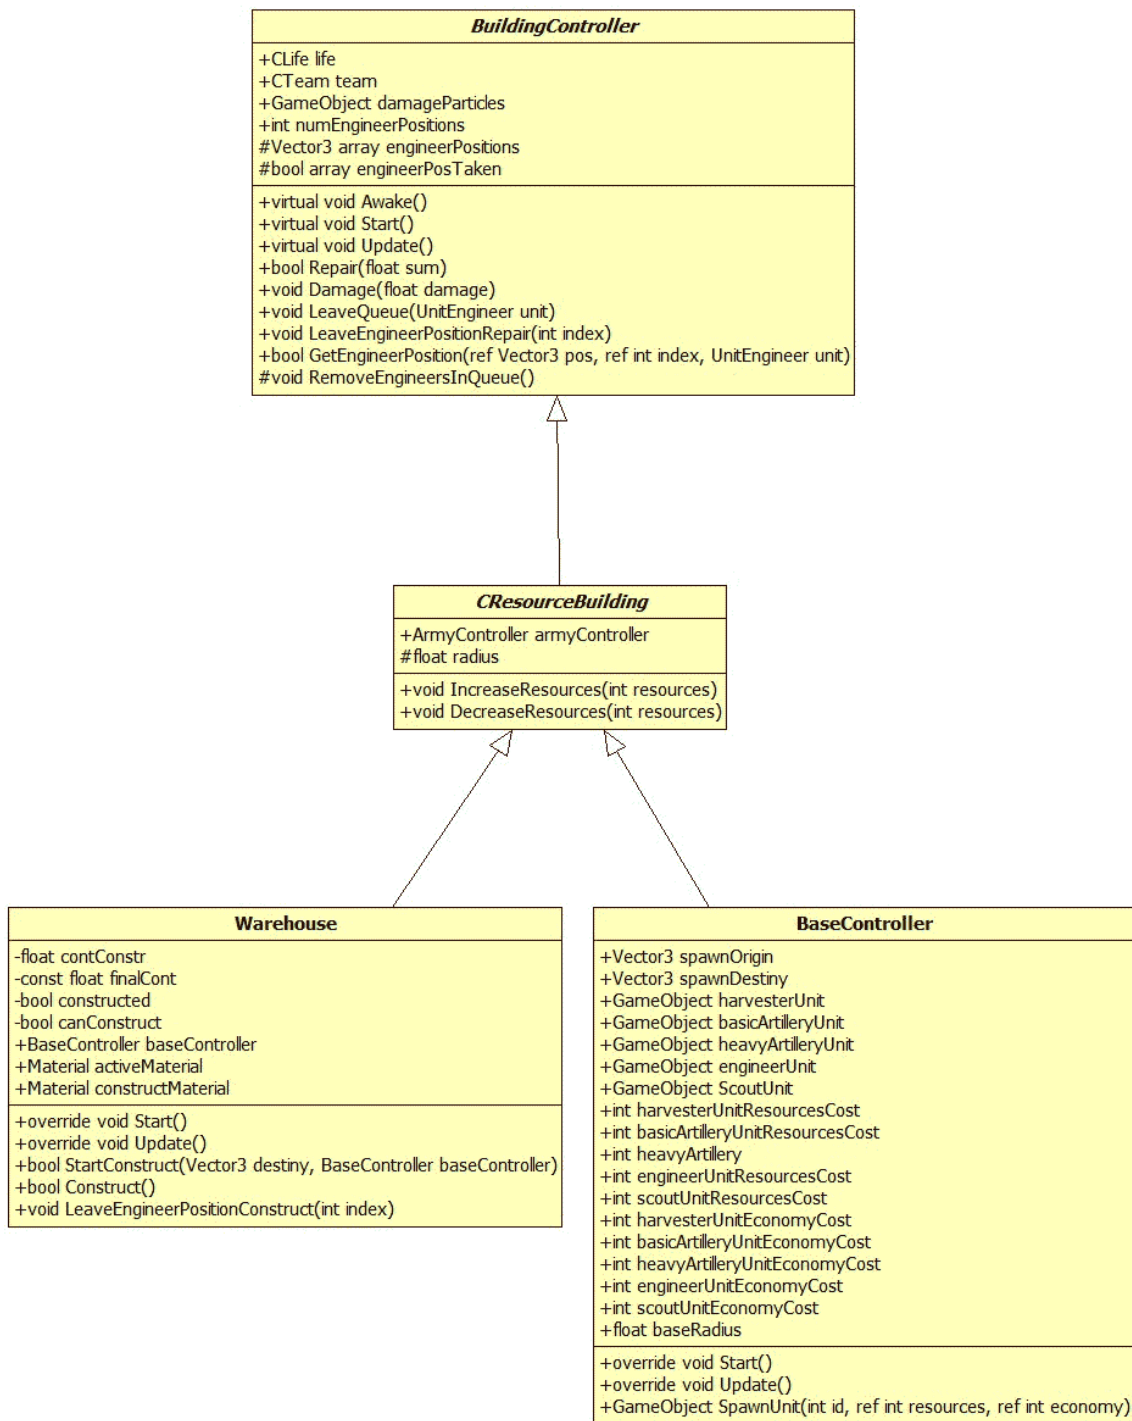 BuildingController
+CLife life
+CTeam team
+GameObject damageParticles
+int numEngineerPositions
#Vector3 array engineerPositions
#bool array engineerPosTaken
+virtual void Awake()
+virtual void Start()
+virtual void Update()
+bool Repair(float sum)
+void Damage(float damage)
+void LeaveQueue(UnitEngineer unit)
+void LeaveEngineerPositionRepair(int index)
+bool GetEngineerPosition(ref Vector3 pos, ref int index, UnitEngineer unit)
#void RemoveEngineersInQueue()
CResourceBuilding
+ArmyController armyController
#float radius
+void IncreaseResources(int resources)
+void DecreaseResources(int resources)
Warehouse
-float contConstr
-const float finalCont
-bool constructed
-bool canConstruct
+BaseController baseController
+Material activeMaterial
+Material constructMaterial
+override void Start()
+override void Update()
+bool StartConstruct(Vector3 destiny, BaseController baseController)
+bool Construct()
+void LeaveEngineerPositionConstruct(int index)
BaseController
+Vector3 spawnOrigin
+Vector3 spawnDestiny
+GameObject harvesterUnit
+GameObject basicArtilleryUnit
+GameObject heavyArtilleryUnit
+GameObject engineerUnit
+GameObject ScoutUnit
+int harvesterUnitResourcesCost
+int basicArtilleryUnitResourcesCost
+int heavyArtillery
+int engineerUnitResourcesCost
+int scoutUnitResourcesCost
+int harvesterUnitEconomyCost
+int basicArtilleryUnitEconomyCost
+int heavyArtilleryUnitEconomyCost
+int engineerUnitEconomyCost
+int scoutUnitEconomyCost
+float baseRadius
+override void Start()
+override void Update()
+GameObject SpawnUnit(int id, ref int resources, ref int economy)